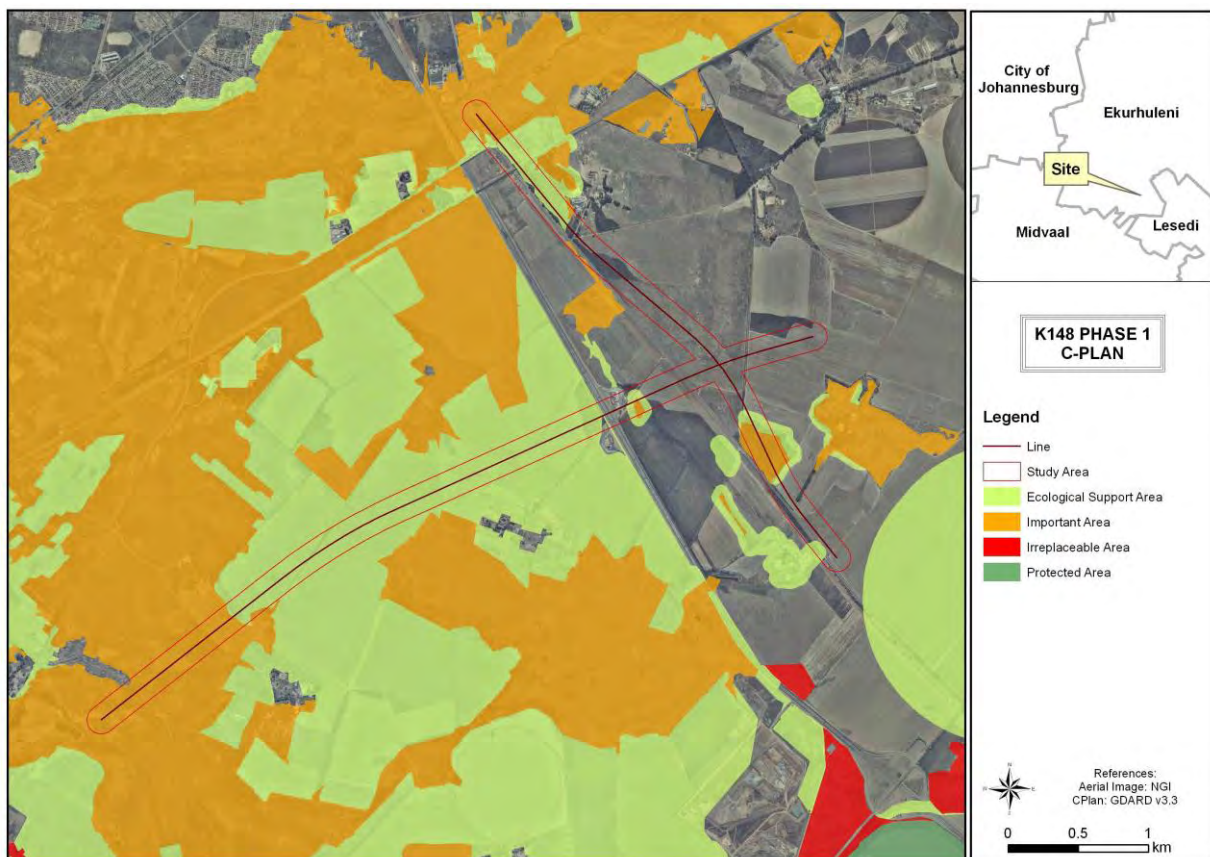 City of
Johannesburg
Ekurhuleni
Site
Midvaal
Lesedi
K148 PHASE 1
C-PLAN
Legend
Line
Study Area
Ecological Support Area
Important Area
Irreplaceable Area
Protected Area
References:
Aerial Image: NGI
CPlan: GDARD v3.3
0 0.5 1
km